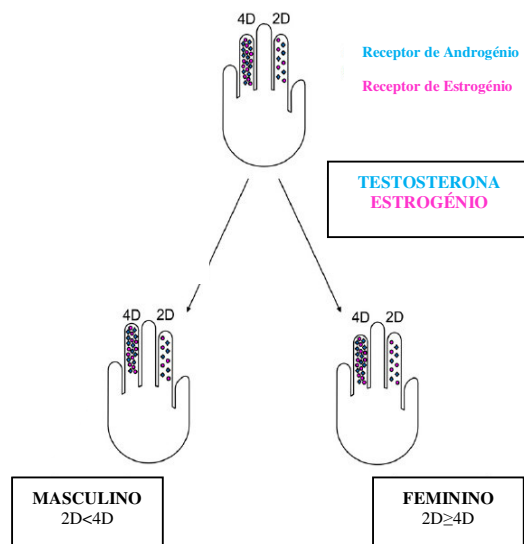 4D 2D
Receptor de Androgénio
Receptor de Estrogénio
TESTOSTERONA
ESTROGÉNIO
4D 2D
4D 2D
MASCULINO
2D<4D
FEMININO
2D≥4D